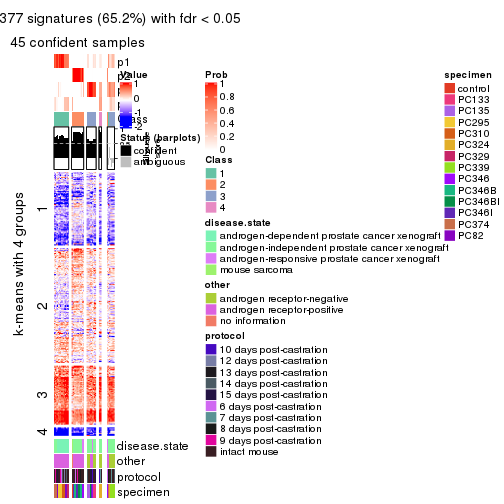 377 signatures (65.2%) with fdr < 0.05
45 confident samples
p1
p2
Value
1
0
-1
-2
Class
Status (barplots)
confident
ambiguous
k-means with 4 groups
1
2
3
4
disease.state
other
protocol
specimen
Prob
1
0.8
0.6
0.4
0.2
0
Class
1
2
3
4
disease.state
androgen-dependent prostate cancer xenograft
androgen-independent prostate cancer xenograft
androgen-responsive prostate cancer xenograft
mouse sarcoma
other
androgen receptor-negative
androgen receptor-positive
no information
protocol
10 days post-castration
12 days post-castration
13 days post-castration
14 days post-castration
15 days post-castration
6 days post-castration
7 days post-castration
8 days post-castration
9 days post-castration
intact mouse
specimen
control
PC133
PC135
PC295
PC310
PC324
PC329
PC339
PC346
PC346B
PC346BI
PC346I
PC374
PC82